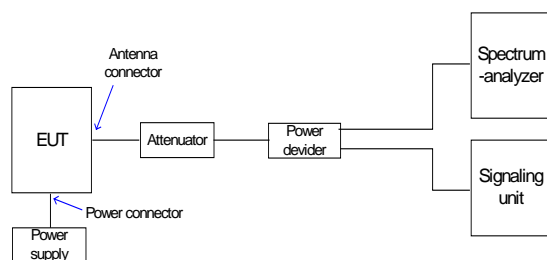 Antenna
connector
Spectrum
-analyzer
EUT
Attenuator
Power
devider
Signaling
unit
Power connector
Power
supply